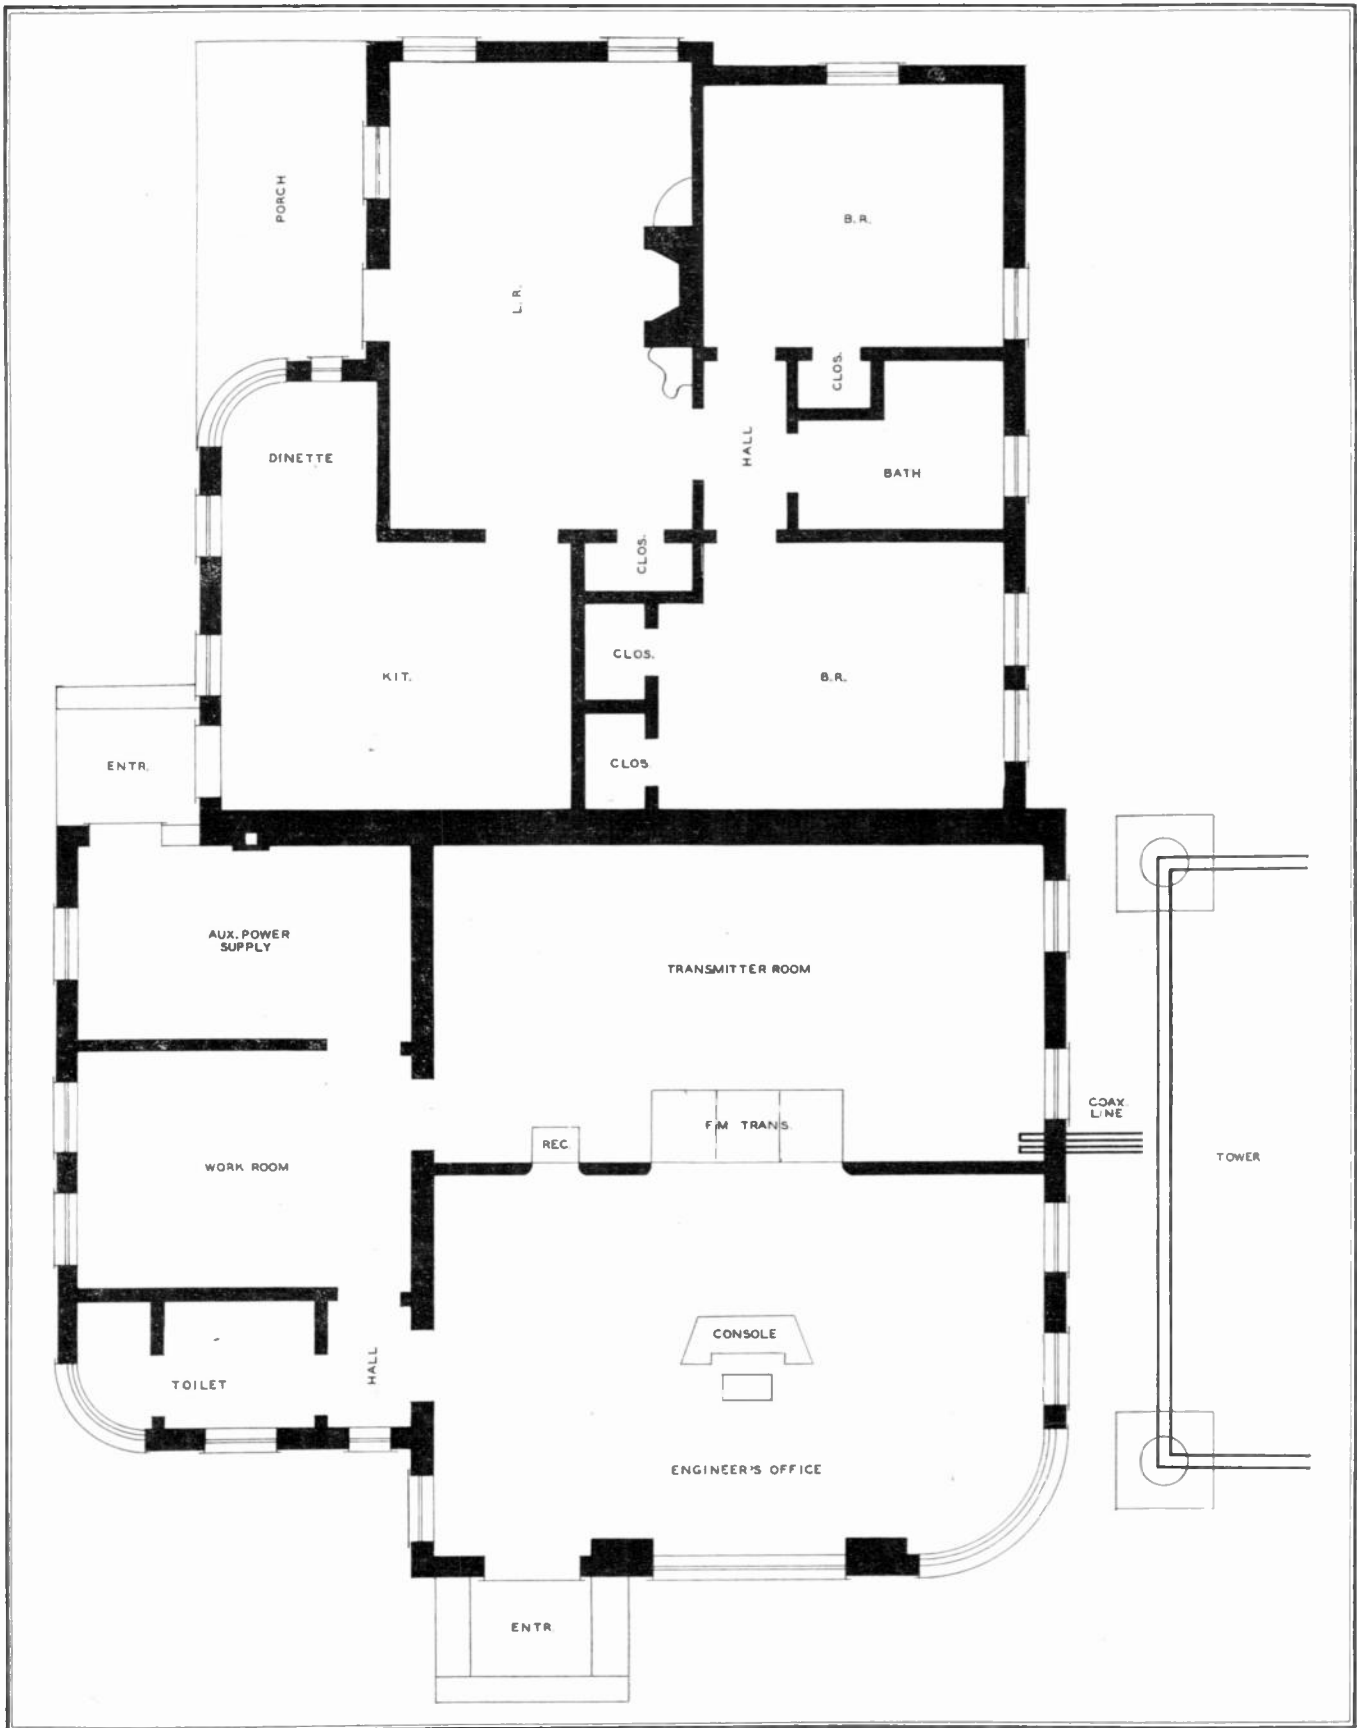 PORCH
B.R.
L.R.
CLOS.
HALL
DINETTE
BATH
CLOS.
CLOS.
KIT.
B.R.
CLOS.
ENTR.
AUX. POWER
SUPPLY
TRANSMITTER ROOM
COAX.
LINE
FM TRANS.
REC.
TOWER
WORK ROOM
CONSOLE
HALL
TOILET
ENGINEER'S OFFICE
ENTR.